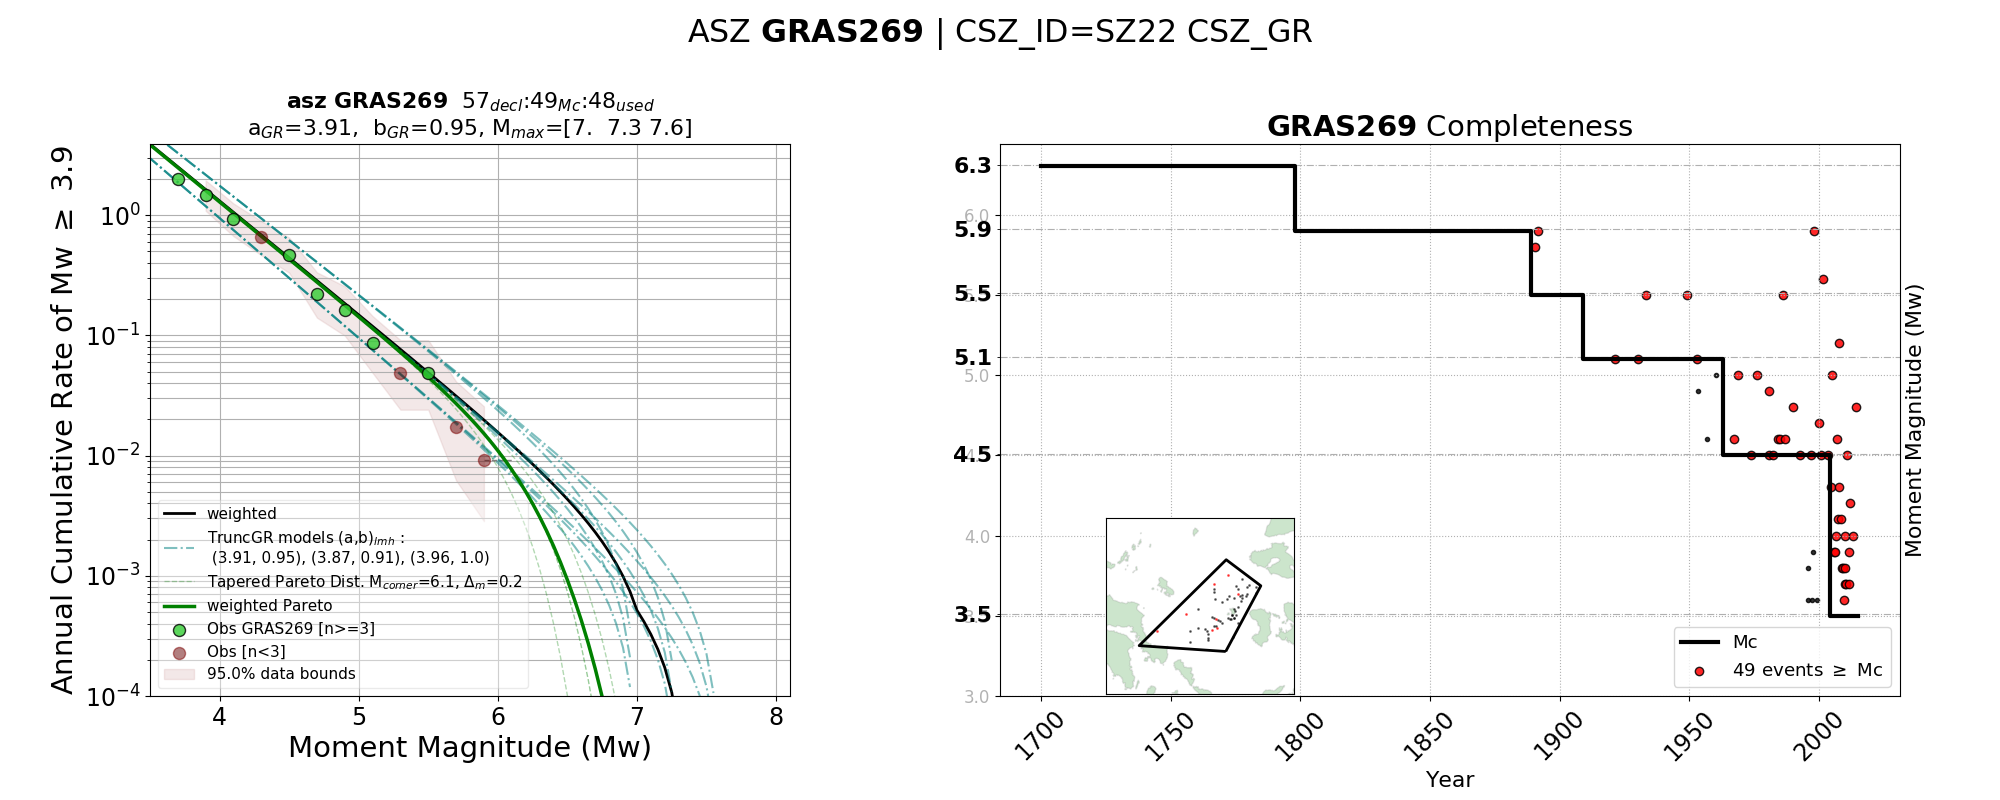 ASZ GRAS269 | CSZ_ID=SZ22 CSZ_GR
asz GRAS269 57decl:49Mc:48used
aGR=3.91, bGR=0.95, Mmax=[7. 7.3 7.6]
Annual Cumulative Rate of Mw ≥ 3.9
10^0
10^−1
10^−2
10^−3
10^−4
weighted
TruncGR models (a,b)lmh :
(3.91, 0.95), (3.87, 0.91), (3.96, 1.0)
Tapered Pareto Dist. Mcorner=6.1, Δm=0.2
weighted Pareto
Obs GRAS269 [n>=3]
Obs [n<3]
95.0% data bounds
4 5 6 7 8
Moment Magnitude (Mw)
GRAS269 Completeness
6.3
6.0
5.9
5.5
5.1
5.0
4.5
4.0
3.5
3.0
Moment Magnitude (Mw)
Mc
49 events ≥ Mc
1700 1750 1800 1850 1900 1950 2000
Year